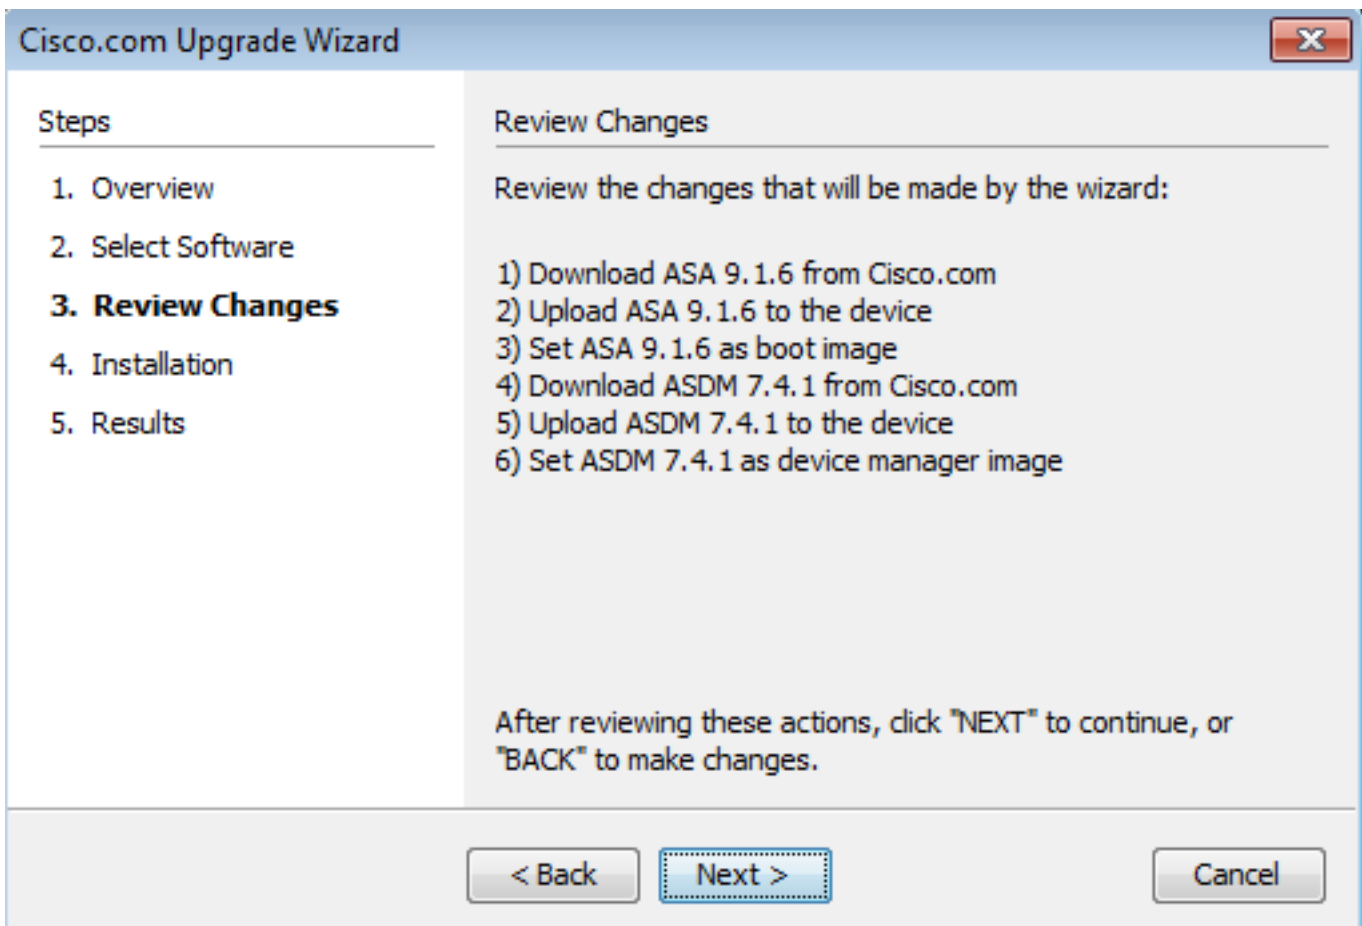 Cisco.com Upgrade Wizard
Steps
1. Overview
2. Select Software
3. Review Changes
4. Installation
5. Results
Review Changes
Review the changes that will be made by the wizard:
1) Download ASA 9.1.6 from Cisco.com
2) Upload ASA 9.1.6 to the device
3) Set ASA 9.1.6 as boot image
4) Download ASDM 7.4.1 from Cisco.com
5) Upload ASDM 7.4.1 to the device
6) Set ASDM 7.4.1 as device manager image
After reviewing these actions, click "NEXT" to continue, or
"BACK" to make changes.
< Back
Next >
Cancel